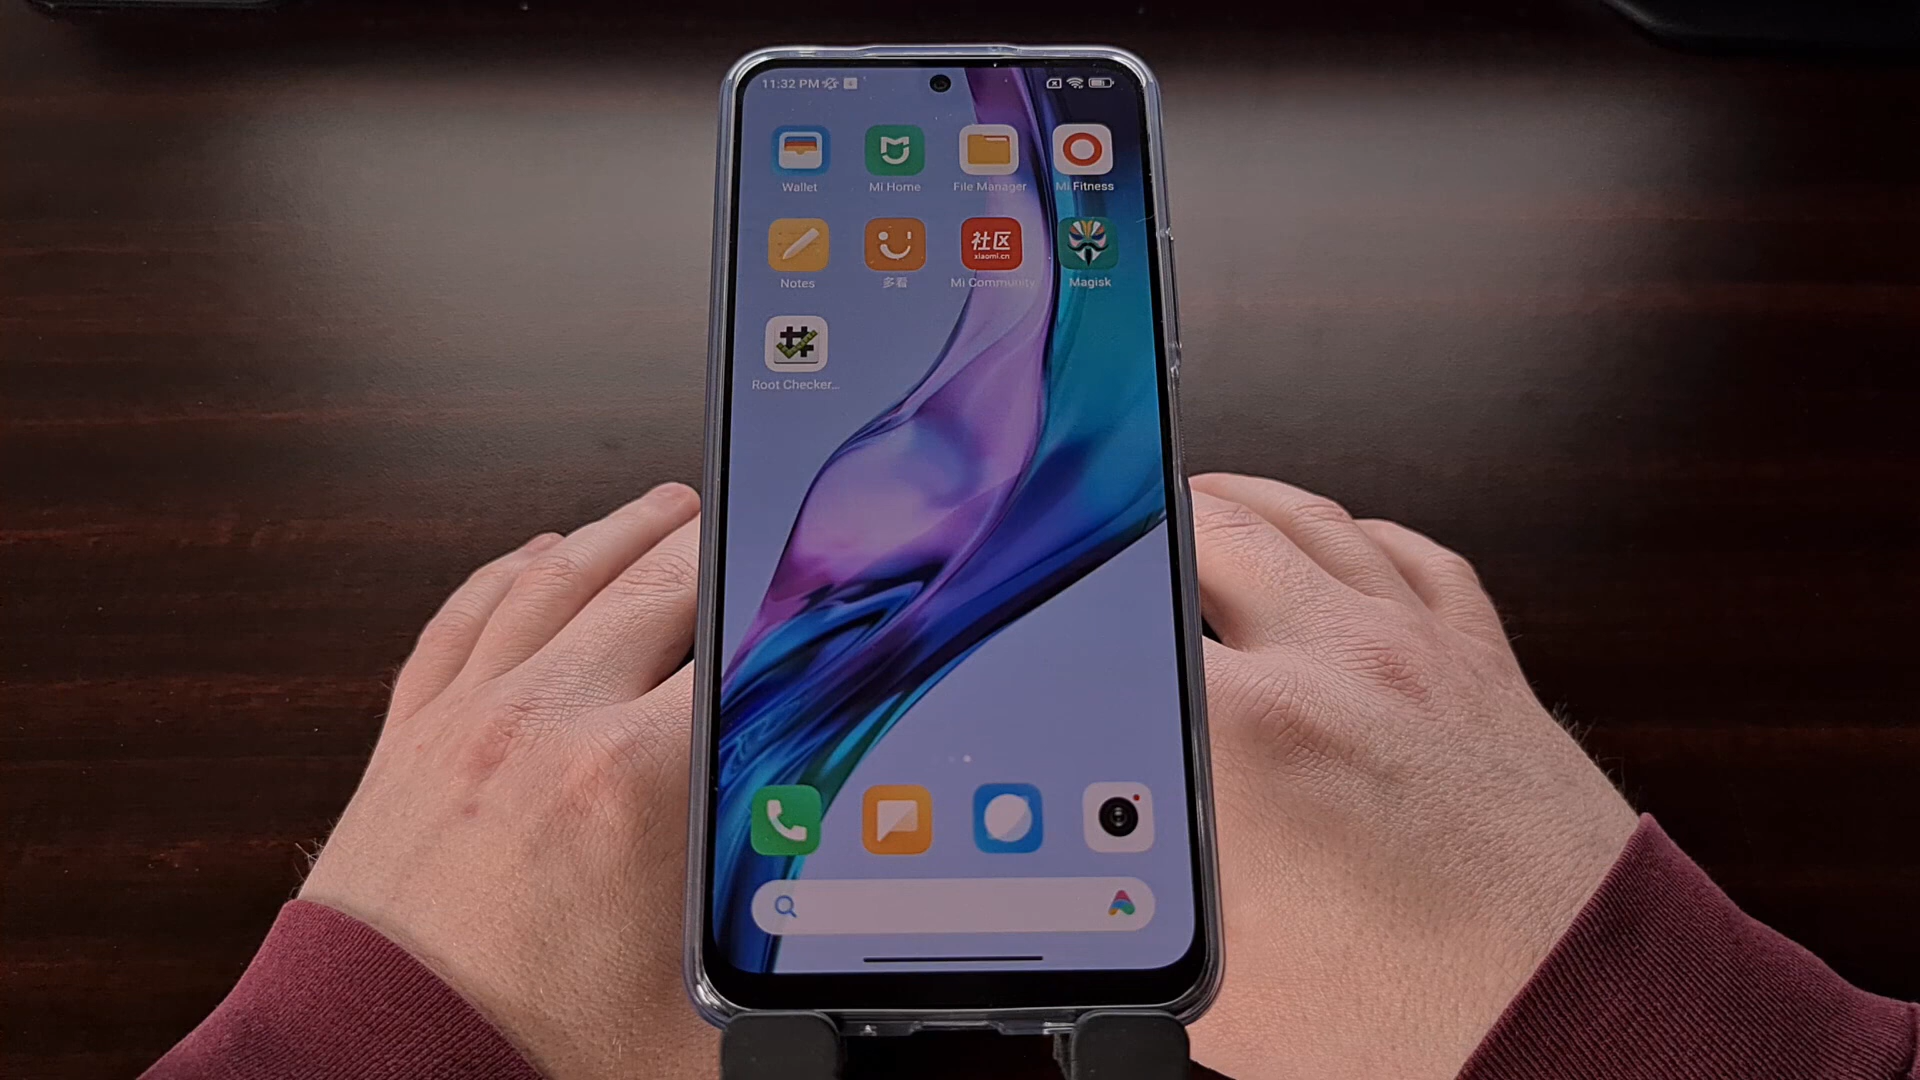 11:32 PM
Wallet
Mi Home
File Manager
Mi Fitness
社区
xiaomi.cn
Notes
多看
Mi Community
Magisk
Root Checker...